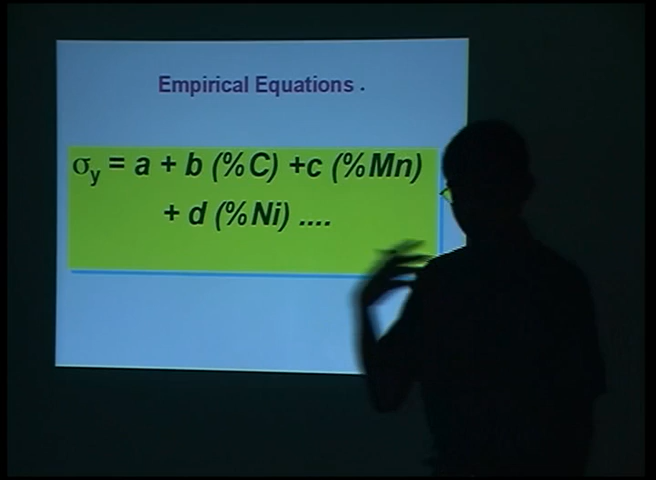 Empirical Equations .
σy = a + b (%C) +c (%Mn)
+ d (%Ni) ....